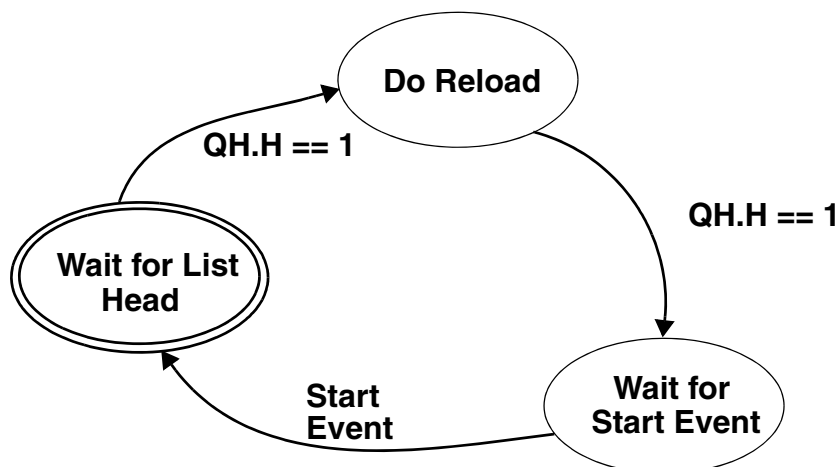 Do Reload
QH.H == 1
QH.H == 1
Wait for List
Head
Wait for
Start Event
Start
Event